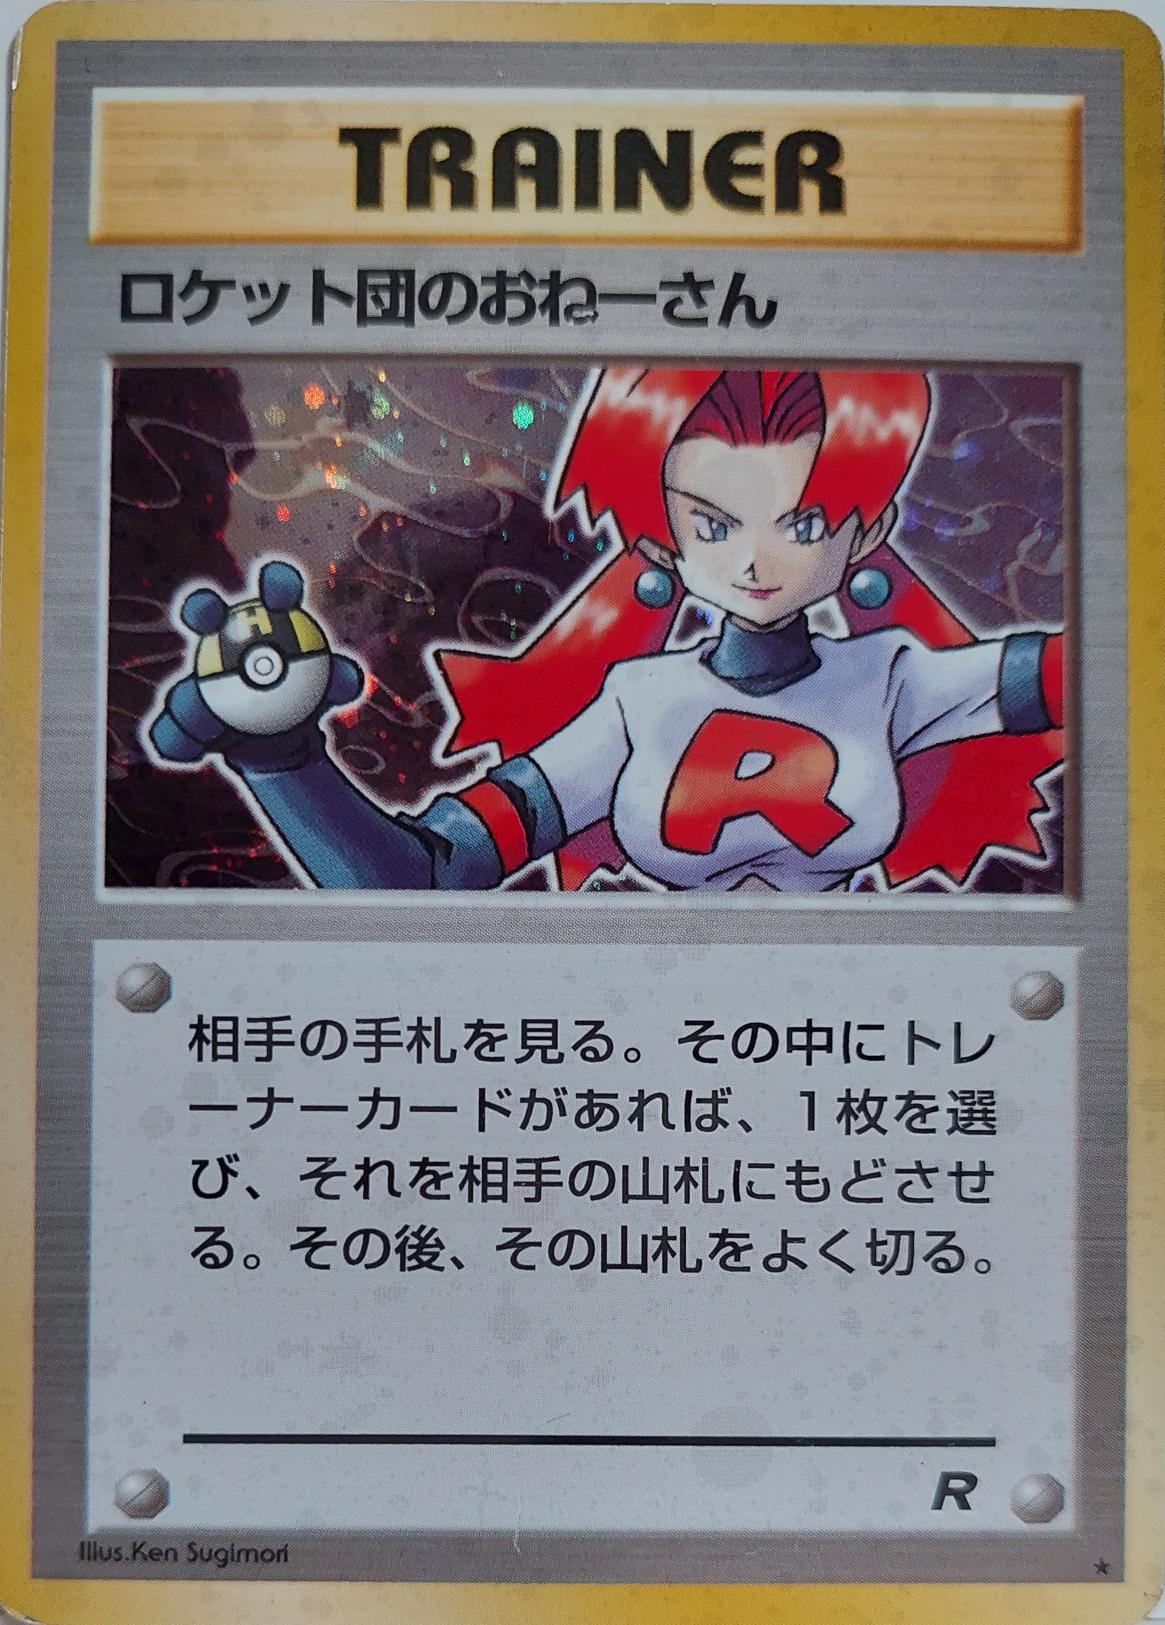 TRAINER
ロケット団のおねーさん
H
R
相手の手札を見る。その中にトレ
ーナーカードがあれば、1枚を選
び、それを相手の山札にもどさせ
る。その後、その山札をよく切る。
R
Illus.Ken Sugimori
★